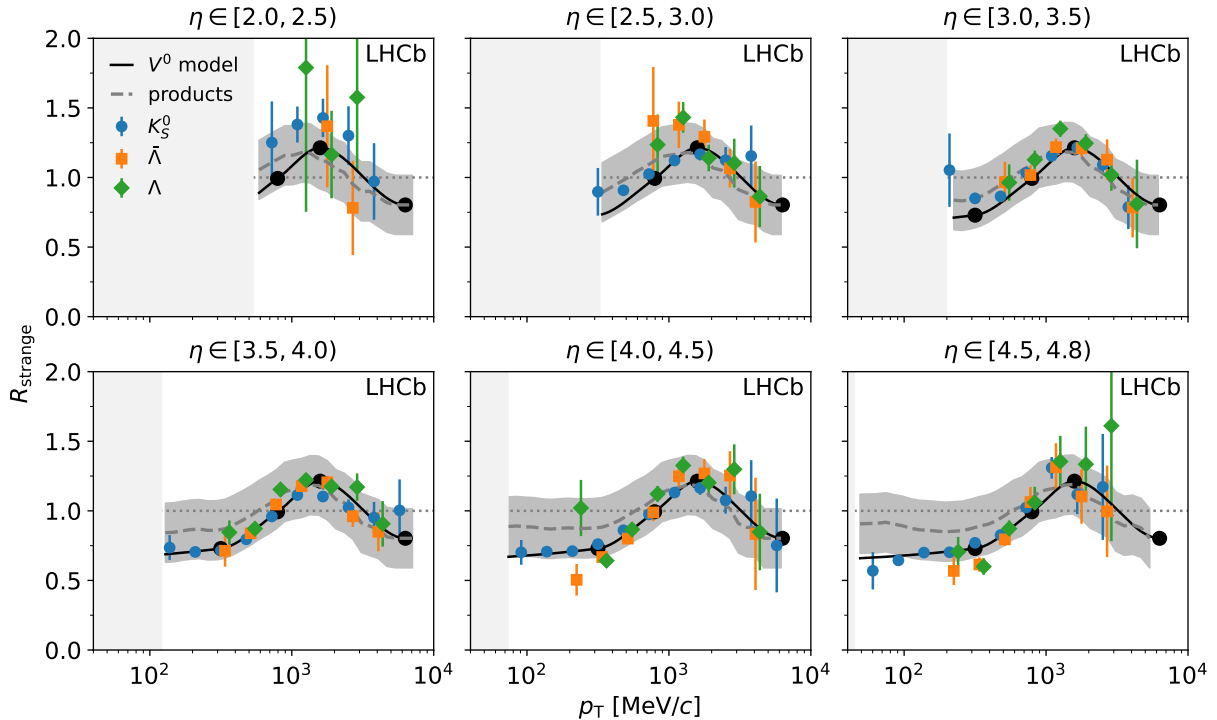 η ∈ [2.0, 2.5)
η ∈ [2.5, 3.0)
η ∈ [3.0, 3.5)
2.0
1.5
1.0
0.5
0.0
LHCb
V⁰ model
products
K_S^0
Λ̄
Λ
LHCb
LHCb
η ∈ [3.5, 4.0)
η ∈ [4.0, 4.5)
η ∈ [4.5, 4.8)
R_strange
2.0
1.5
1.0
0.5
0.0
LHCb
LHCb
LHCb
10² 10³ 10⁴
10² 10³ 10⁴
10² 10³ 10⁴
p_T [MeV/c]